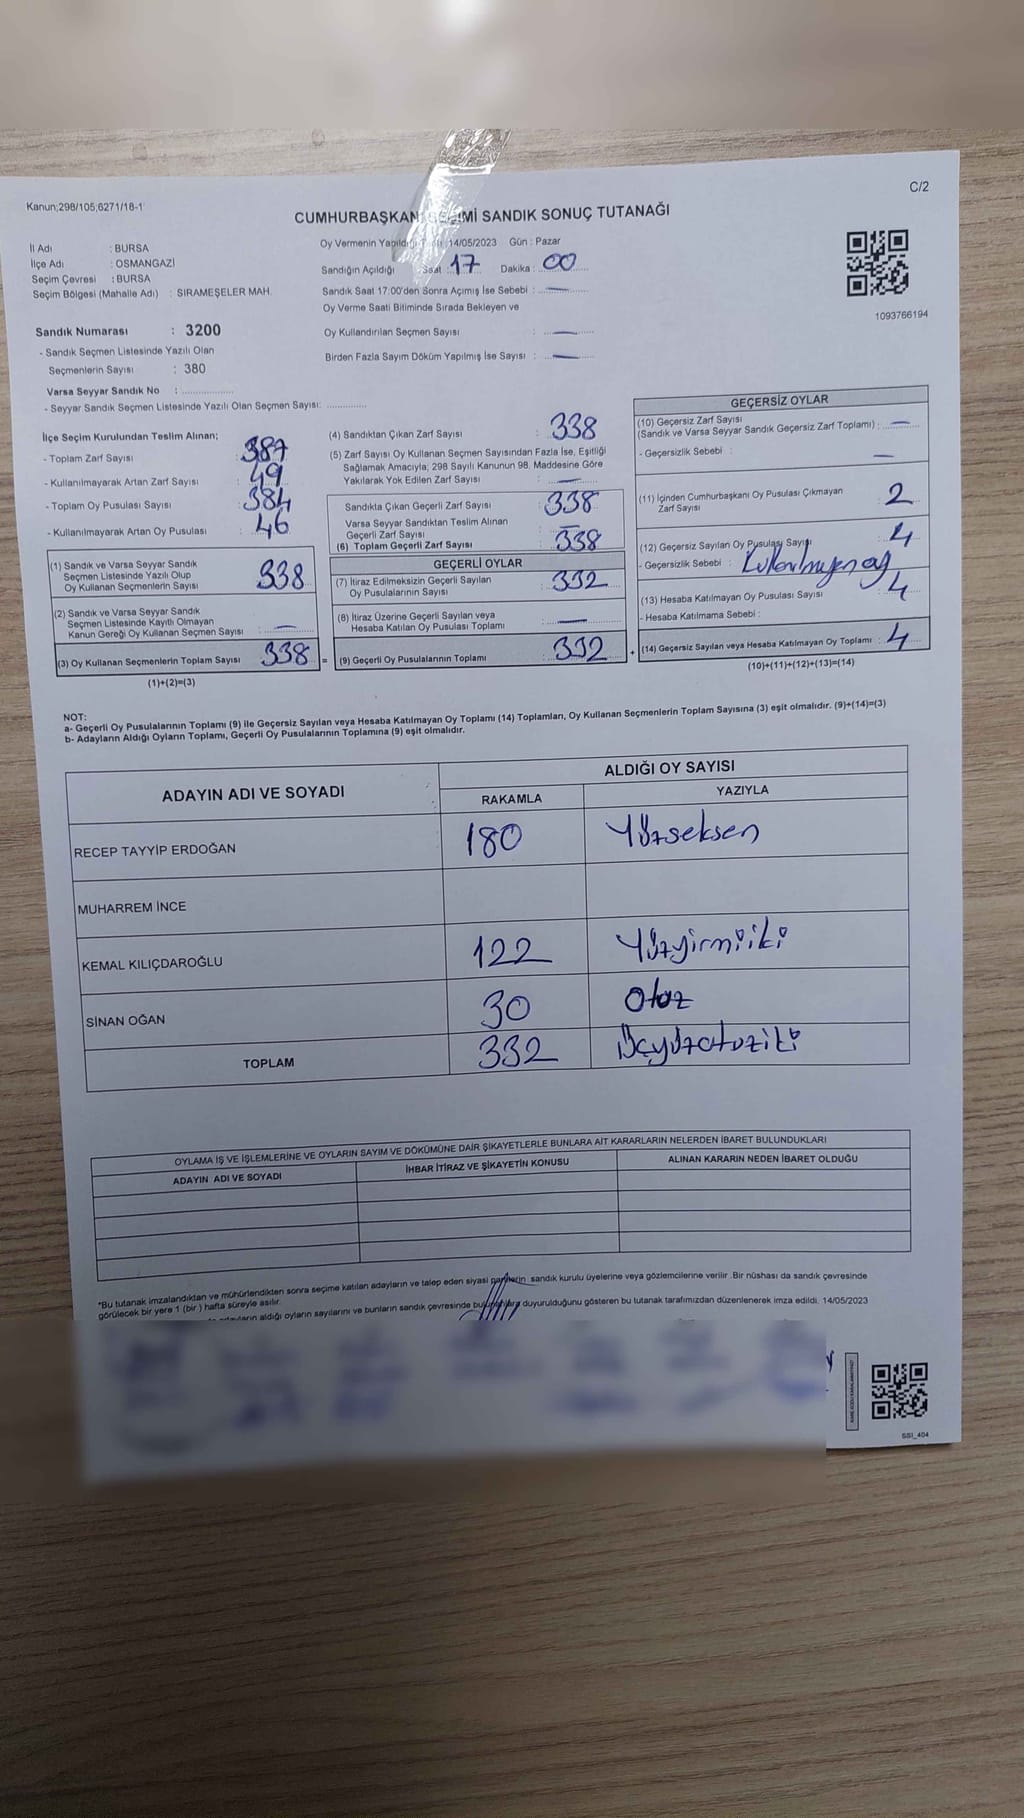 C/2
Kanun;298/105;6271/18-1
CUMHURBAŞKANI SEÇİMİ SANDIK SONUÇ TUTANAĞI
İl Adı : BURSA
İlçe Adı : OSMANGAZİ
Seçim Çevresi : BURSA
Seçim Bölgesi (Mahalle Adı) : SIRAMEŞELER MAH.
Oy Vermenin Yapıldığı 14/05/2023 Gün : Pazar
Sandığın Açıldığı Saat : 17 Dakika : 00
Sandık Saat 17:00'den Sonra Açımış İse Sebebi : —
Oy Verme Saati Bitiminde Sırada Bekleyen ve
Oy Kullandırılan Seçmen Sayısı : —
Birden Fazla Sayım Döküm Yapılmış İse Sayısı : —
1093766194
Sandık Numarası : 3200
- Sandık Seçmen Listesinde Yazılı Olan
Seçmenlerin Sayısı : 380
Varsa Seyyar Sandık No :
- Seyyar Sandık Seçmen Listesinde Yazılı Olan Seçmen Sayısı:
İlçe Seçim Kurulundan Teslim Alınan;
- Toplam Zarf Sayısı : 387
- Kullanılmayarak Artan Zarf Sayısı : 49
- Toplam Oy Pusulası Sayısı : 384
- Kullanılmayarak Artan Oy Pusulası : 46
(1) Sandık ve Varsa Seyyar Sandık
Seçmen Listesinde Yazılı Olup
Oy Kullanan Seçmenlerin Sayısı : 338
(2) Sandık ve Varsa Seyyar Sandık
Seçmen Listesinde Kayıtlı Olmayan
Kanun Gereği Oy Kullanan Seçmen Sayısı : —
(3) Oy Kullanan Seçmenlerin Toplam Sayısı 338 =
(1)+(2)=(3)
(4) Sandıktan Çıkan Zarf Sayısı : 338
(5) Zarf Sayısı Oy Kullanan Seçmen Sayısından Fazla İse, Eşitliği
Sağlamak Amacıyla; 298 Sayılı Kanunun 98. Maddesine Göre
Yakılarak Yok Edilen Zarf Sayısı : —
Sandıkta Çıkan Geçerli Zarf Sayısı : 338
Varsa Seyyar Sandıktan Teslim Alınan
Geçerli Zarf Sayısı : —
(6) Toplam Geçerli Zarf Sayısı : 338
GEÇERLİ OYLAR
(7) İtiraz Edilmeksizin Geçerli Sayılan
Oy Pusulalarının Sayısı : 332
(8) İtiraz Üzerine Geçerli Sayılan veya
Hesaba Katılan Oy Pusulası Toplamı : —
(9) Geçerli Oy Pusulalarının Toplamı : 332 +
GEÇERSİZ OYLAR
(10) Geçersiz Zarf Sayısı
(Sandık ve Varsa Seyyar Sandık Geçersiz Zarf Toplamı) : —
- Geçersizlik Sebebi : —
(11) İçinden Cumhurbaşkanı Oy Pusulası Çıkmayan
Zarf Sayısı : 2
(12) Geçersiz Sayılan Oy Pusulası Sayısı : 4
- Geçersizlik Sebebi : Kullanılmayan oy
(13) Hesaba Katılmayan Oy Pusulası Sayısı : 4
- Hesaba Katılmama Sebebi :
(14) Geçersiz Sayılan veya Hesaba Katılmayan Oy Toplamı : 4
(10)+(11)+(12)+(13)=(14)
NOT:
a- Geçerli Oy Pusulalarının Toplamı (9) ile Geçersiz Sayılan veya Hesaba Katılmayan Oy Toplamı (14) Toplamları, Oy Kullanan Seçmenlerin Toplam Sayısına (3) eşit olmalıdır. (9)+(14)=(3)
b- Adayların Aldığı Oyların Toplamı, Geçerli Oy Pusulalarının Toplamına (9) eşit olmalıdır.
ADAYIN ADI VE SOYADI
ALDIĞI OY SAYISI
RAKAMLA YAZIYLA
RECEP TAYYİP ERDOĞAN 180 Yüzseksen
MUHARREM İNCE
KEMAL KILIÇDAROĞLU 122 Yüzyirmiiki
SİNAN OĞAN 30 Otuz
TOPLAM 332 Üçyüzotuziki
OYLAMA İŞ VE İŞLEMLERİNE VE OYLARIN SAYIM VE DÖKÜMÜNE DAİR ŞİKAYETLERLE BUNLARA AİT KARARLARIN NELERDEN İBARET BULUNDUKLARI
ADAYIN ADI VE SOYADI İHBAR İTİRAZ VE ŞİKAYETİN KONUSU ALINAN KARARIN NEDEN İBARET OLDUĞU
*Bu tutanak imzalandıktan ve mühürlendikten sonra seçime katılan adayların ve talep eden siyasi partilerin sandık kurulu üyelerine veya gözlemcilerine verilir .Bir nüshası da sandık çevresinde
görülecek bir yere 1 (bir ) hafta süreyle asılır.
aldığı oyların sayılarını ve bunların sandık çevresinde duyurulduğunu gösteren bu tutanak tarafımızdan düzenlenerek imza edildi. 14/05/2023
SSI_404